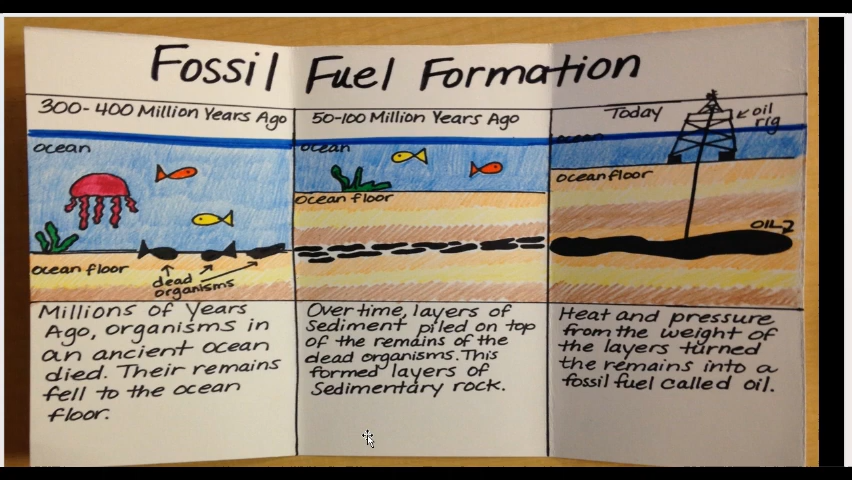 Fossil Fuel Formation
300-400 Million Years Ago
ocean
ocean floor
dead
organisms
Millions of Years
Ago, organisms in
an ancient ocean
died. Their remains
fell to the ocean
floor.
50-100 Million Years Ago
ocean
ocean floor
Over time, layers of
Sediment piled on top
of the remains of the
dead organisms. This
formed layers of
Sedimentary rock.
Today
oil
rig
ocean
ocean floor
OIL
Heat and pressure
from the weight of
the layers turned
the remains into a
fossil fuel called oil.